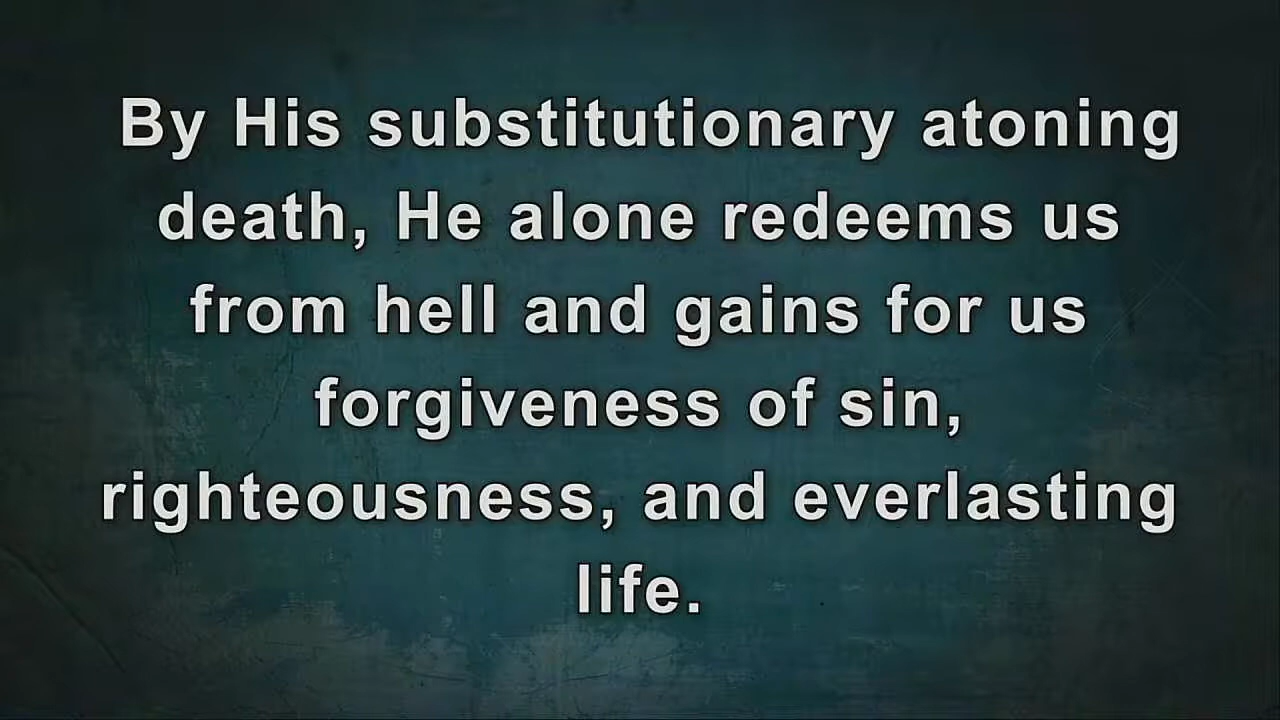 By His substitutionary atoning
death, He alone redeems us
from hell and gains for us
forgiveness of sin,
righteousness, and everlasting
life.